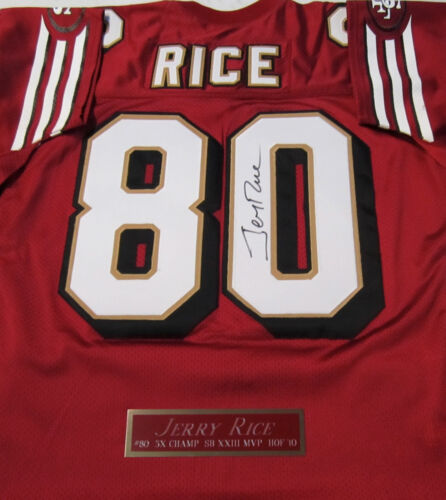 RICE
80
Jerry Rice
JERRY RICE
#80 3X CHAMP SB XXIII MVP HOF '10